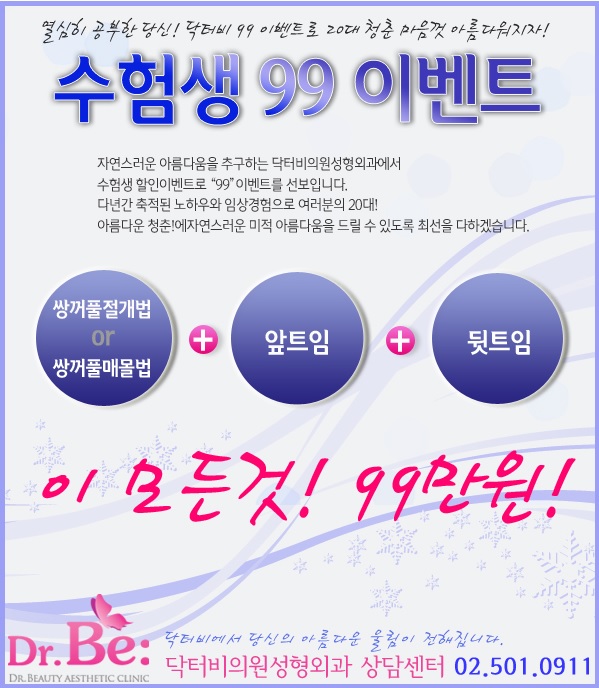 열심히 공부한 당신! 닥터비 99 이벤트로 20대 청춘 마음껏 아름다워지자!
수험생 99 이벤트
자연스러운 아름다움을 추구하는 닥터비의원성형외과에서
수험생 할인이벤트로 “99”이벤트를 선보입니다.
다년간 축적된 노하우와 임상경험으로 여러분의 20대!
아름다운 청춘!에자연스러운 미적 아름다움을 드릴 수 있도록 최선을 다하겠습니다.
쌍꺼풀절개법
or
쌍꺼풀매몰법
+
앞트임
+
뒷트임
이 모든것! 99만원!
Dr.Be:
DR.BEAUTY AESTHETIC CLINIC
닥터비에서 당신의 아름다운 울림이 전해집니다.
닥터비의원성형외과 상담센터 02.501.0911